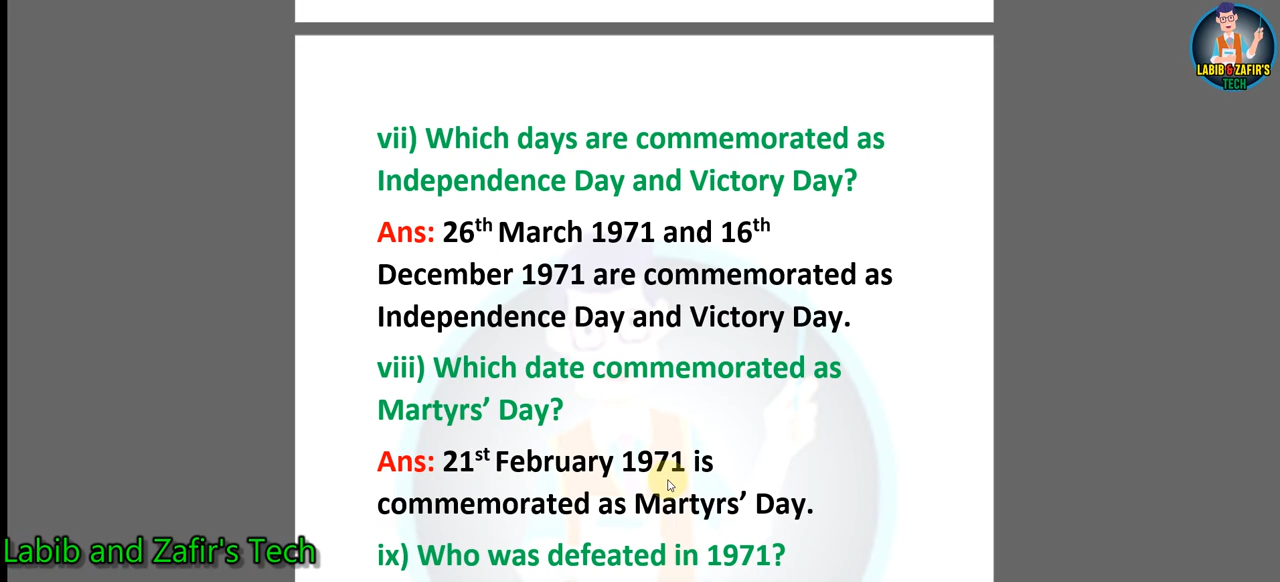 LABIB & ZAFIR'S
TECH
vii) Which days are commemorated as
Independence Day and Victory Day?
Ans: 26th March 1971 and 16th
December 1971 are commemorated as
Independence Day and Victory Day.
viii) Which date commemorated as
Martyrs’ Day?
Ans: 21st February 1971 is
commemorated as Martyrs’ Day.
Labib and Zafir's Tech
ix) Who was defeated in 1971?